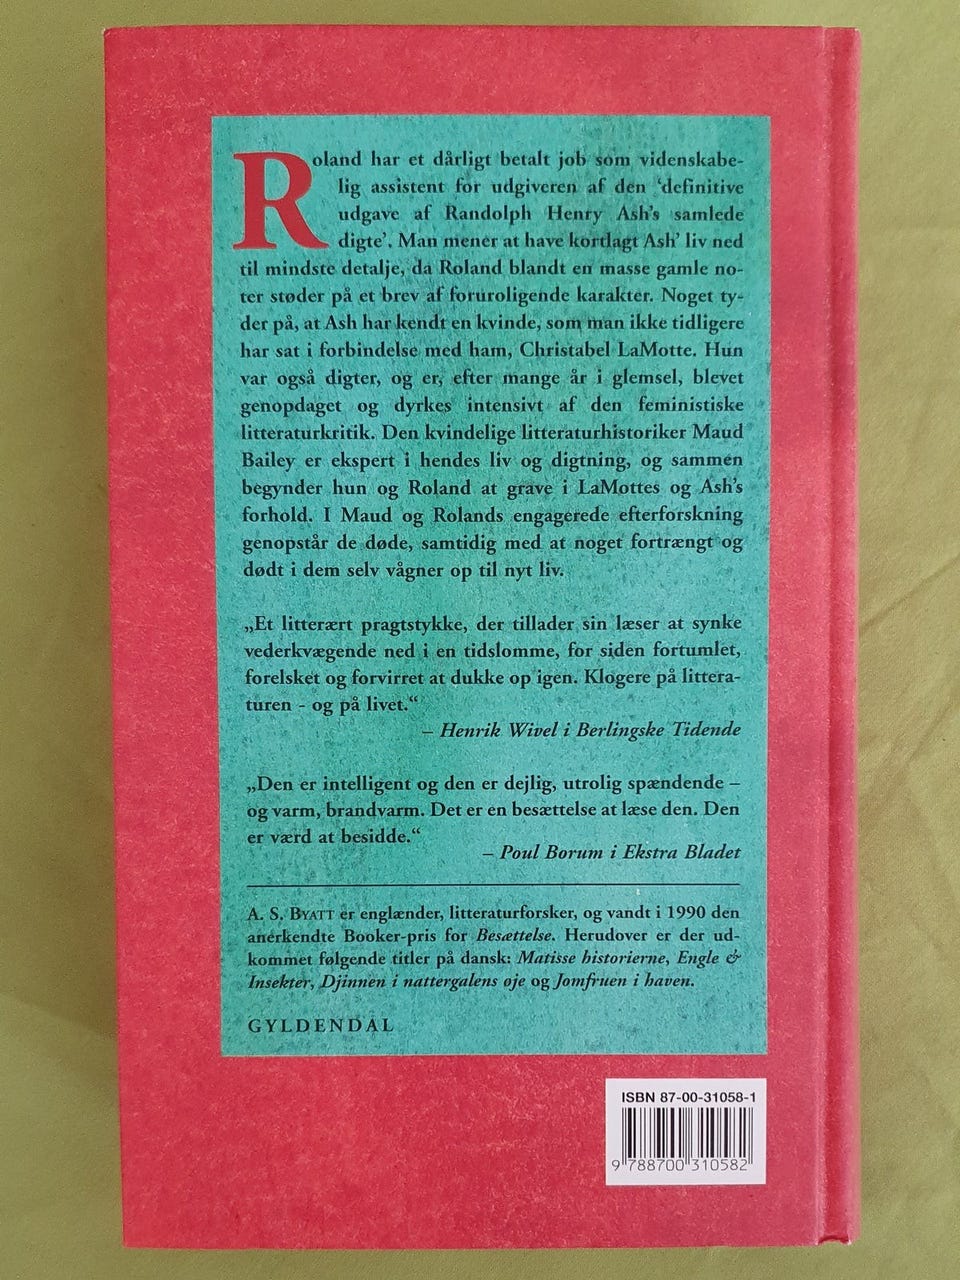 Roland har et dårligt betalt job som videnskabe-
lig assistent for udgiveren af den ‘definitive
udgave af Randolph Henry Ash’s samlede
digte’. Man mener at have kortlagt Ash’ liv ned
til mindste detalje, da Roland blandt en masse gamle no-
ter støder på et brev af foruroligende karakter. Noget ty-
der på, at Ash har kendt en kvinde, som man ikke tidligere
har sat i forbindelse med ham, Christabel LaMotte. Hun
var også digter, og er, efter mange år i glemsel, blevet
genopdaget og dyrkes intensivt af den feministiske
litteraturkritik. Den kvindelige litteraturhistoriker Maud
Bailey er ekspert i hendes liv og digtning, og sammen
begynder hun og Roland at grave i LaMottes og Ash’s
forhold. I Maud og Rolands engagerede efterforskning
genopstår de døde, samtidig med at noget fortrængt og
dødt i dem selv vågner op til nyt liv.
„Et litterært pragtstykke, der tillader sin læser at synke
vederkvægende ned i en tidslomme, for siden fortumlet,
forelsket og forvirret at dukke op igen. Klogere på littera-
turen - og på livet.“
– Henrik Wivel i Berlingske Tidende
„Den er intelligent og den er dejlig, utrolig spændende –
og varm, brandvarm. Det er en besættelse at læse den. Den
er værd at besidde.“
– Poul Borum i Ekstra Bladet
A. S. BYATT er englænder, litteraturforsker, og vandt i 1990 den
anerkendte Booker-pris for Besættelse. Herudover er der ud-
kommet følgende titler på dansk: Matisse historierne, Engle &
Insekter, Djinnen i nattergalens øje og Jomfruen i haven.
GYLDENDAL
ISBN 87-00-31058-1
9 788700 310582